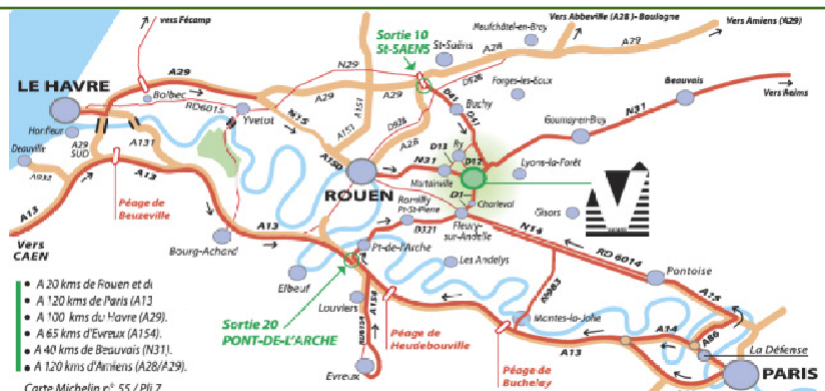 vers Fécamp
Vers Abbeville (A28) - Boulogne
Vers Amiens (A29)
Neufchâtel-en-Bray
Sortie 10
St-SAENS
St-Saëns
A28
A29
N29
A29
LE HAVRE
Bolbec
RD6015
Yvetot
N15
A29
A29
A151
A151
D928
D928
A28
Forges-les-Eaux
Beauvais
Vers Reims
Buchy
D41
D41
N31
Gournay-en-Bray
Honfleur
Deauville
A29
SUD
A131
A13
A13
A150
ROUEN
D13
Ry
D12
N31
Martainville
Lyons-la-Forêt
D1
Charleval
Romilly
Pt-St-Pierre
D321
Fleury-
sur-Andelle
Gisors
N14
RD 6014
Péage de
Beuzeville
Vers
CAEN
Bourg-Achard
A13
Pt-de-l'Arche
Les Andelys
Pontoise
A15
Elbeuf
Louviers
A154
RD6154
Evreux
Sortie 20
PONT-DE-L'ARCHE
Péage de
Heudebouville
Mantes-la-Jolie
Péage de
Buchelay
A13
A14
A86
La Défense
PARIS
• A 20 kms de Rouen et di
• A 120 kms de Paris (A13
• A 100 kms du Havre (A29).
• A 65 kms d'Evreux (A154).
• A 40 kms de Beauvais (N31).
• A 120 kms d'Amiens (A28/A29).
Carte Michelin n° 55 / Pli 7